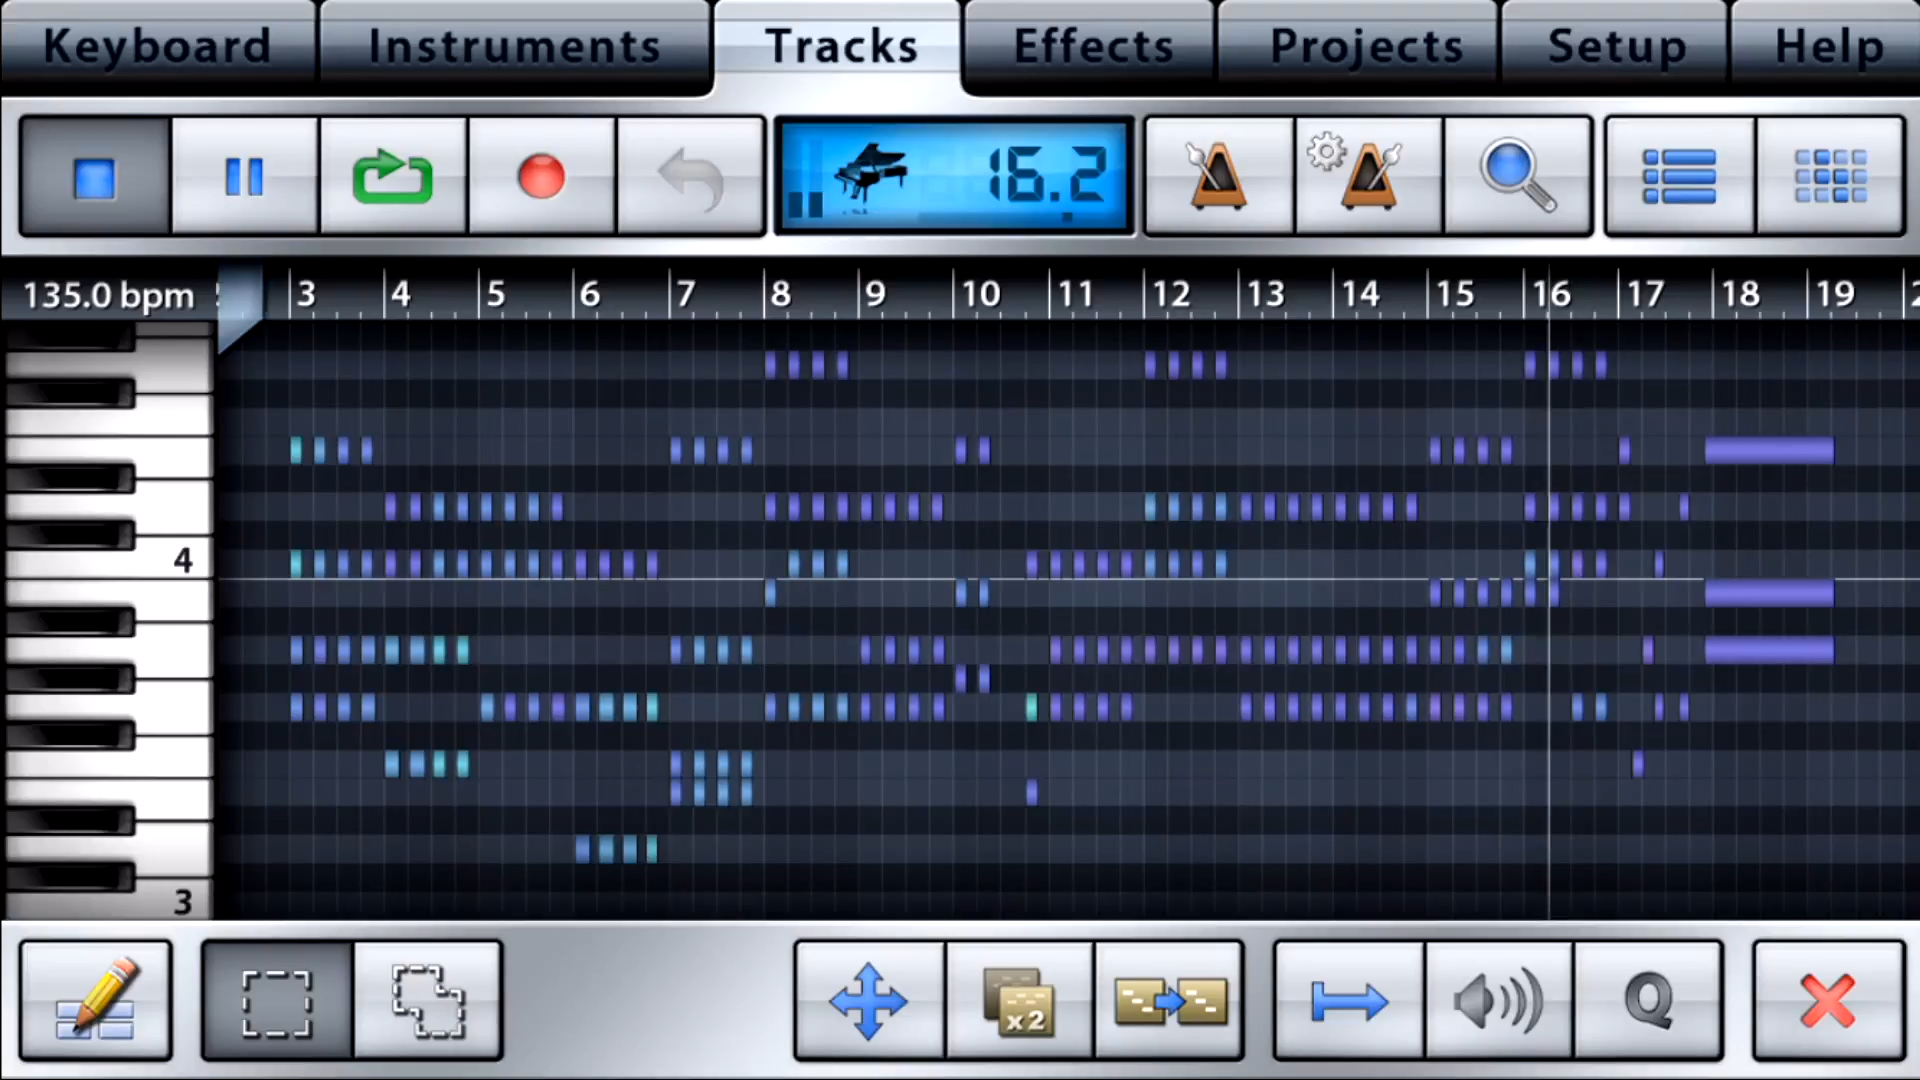 Keyboard Instruments Tracks Effects Projects Setup Help
16.2
135.0 bpm 3 4 5 6 7 8 9 10 11 12 13 14 15 16 17 18 19
4
3
x2 Q